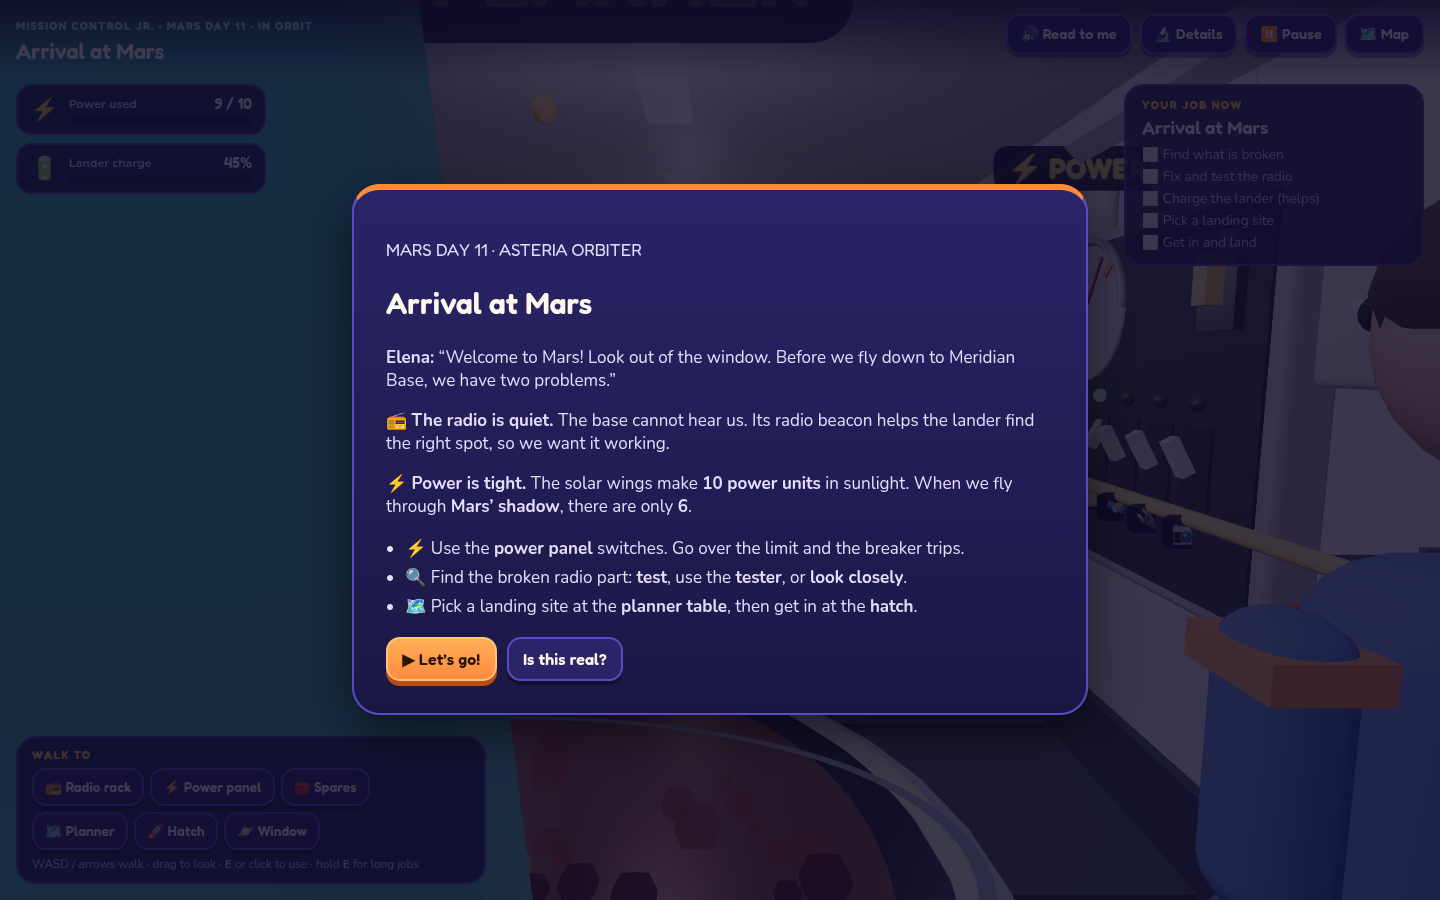 MISSION CONTROL JR. · MARS DAY 11 · IN ORBIT
Arrival at Mars
⚡ Power used 9 / 10
🔋 Lander charge 45%
🔊 Read to me
🔬 Details
⏸ Pause
🗺️ Map
YOUR JOB NOW
Arrival at Mars
Find what is broken
Fix and test the radio
Charge the lander (helps)
Pick a landing site
Get in and land
MARS DAY 11 · ASTERIA ORBITER
Arrival at Mars
Elena: “Welcome to Mars! Look out of the window. Before we fly down to Meridian
Base, we have two problems.”
📻 The radio is quiet. The base cannot hear us. Its radio beacon helps the lander find
the right spot, so we want it working.
⚡ Power is tight. The solar wings make 10 power units in sunlight. When we fly
through Mars’ shadow, there are only 6.
• ⚡ Use the power panel switches. Go over the limit and the breaker trips.
• 🔍 Find the broken radio part: test, use the tester, or look closely.
• 🗺️ Pick a landing site at the planner table, then get in at the hatch.
▶ Let’s go!
Is this real?
WALK TO
📻 Radio rack
⚡ Power panel
🧰 Spares
🗺️ Planner
🚀 Hatch
🪐 Window
WASD / arrows walk · drag to look · E or click to use · hold E for long jobs